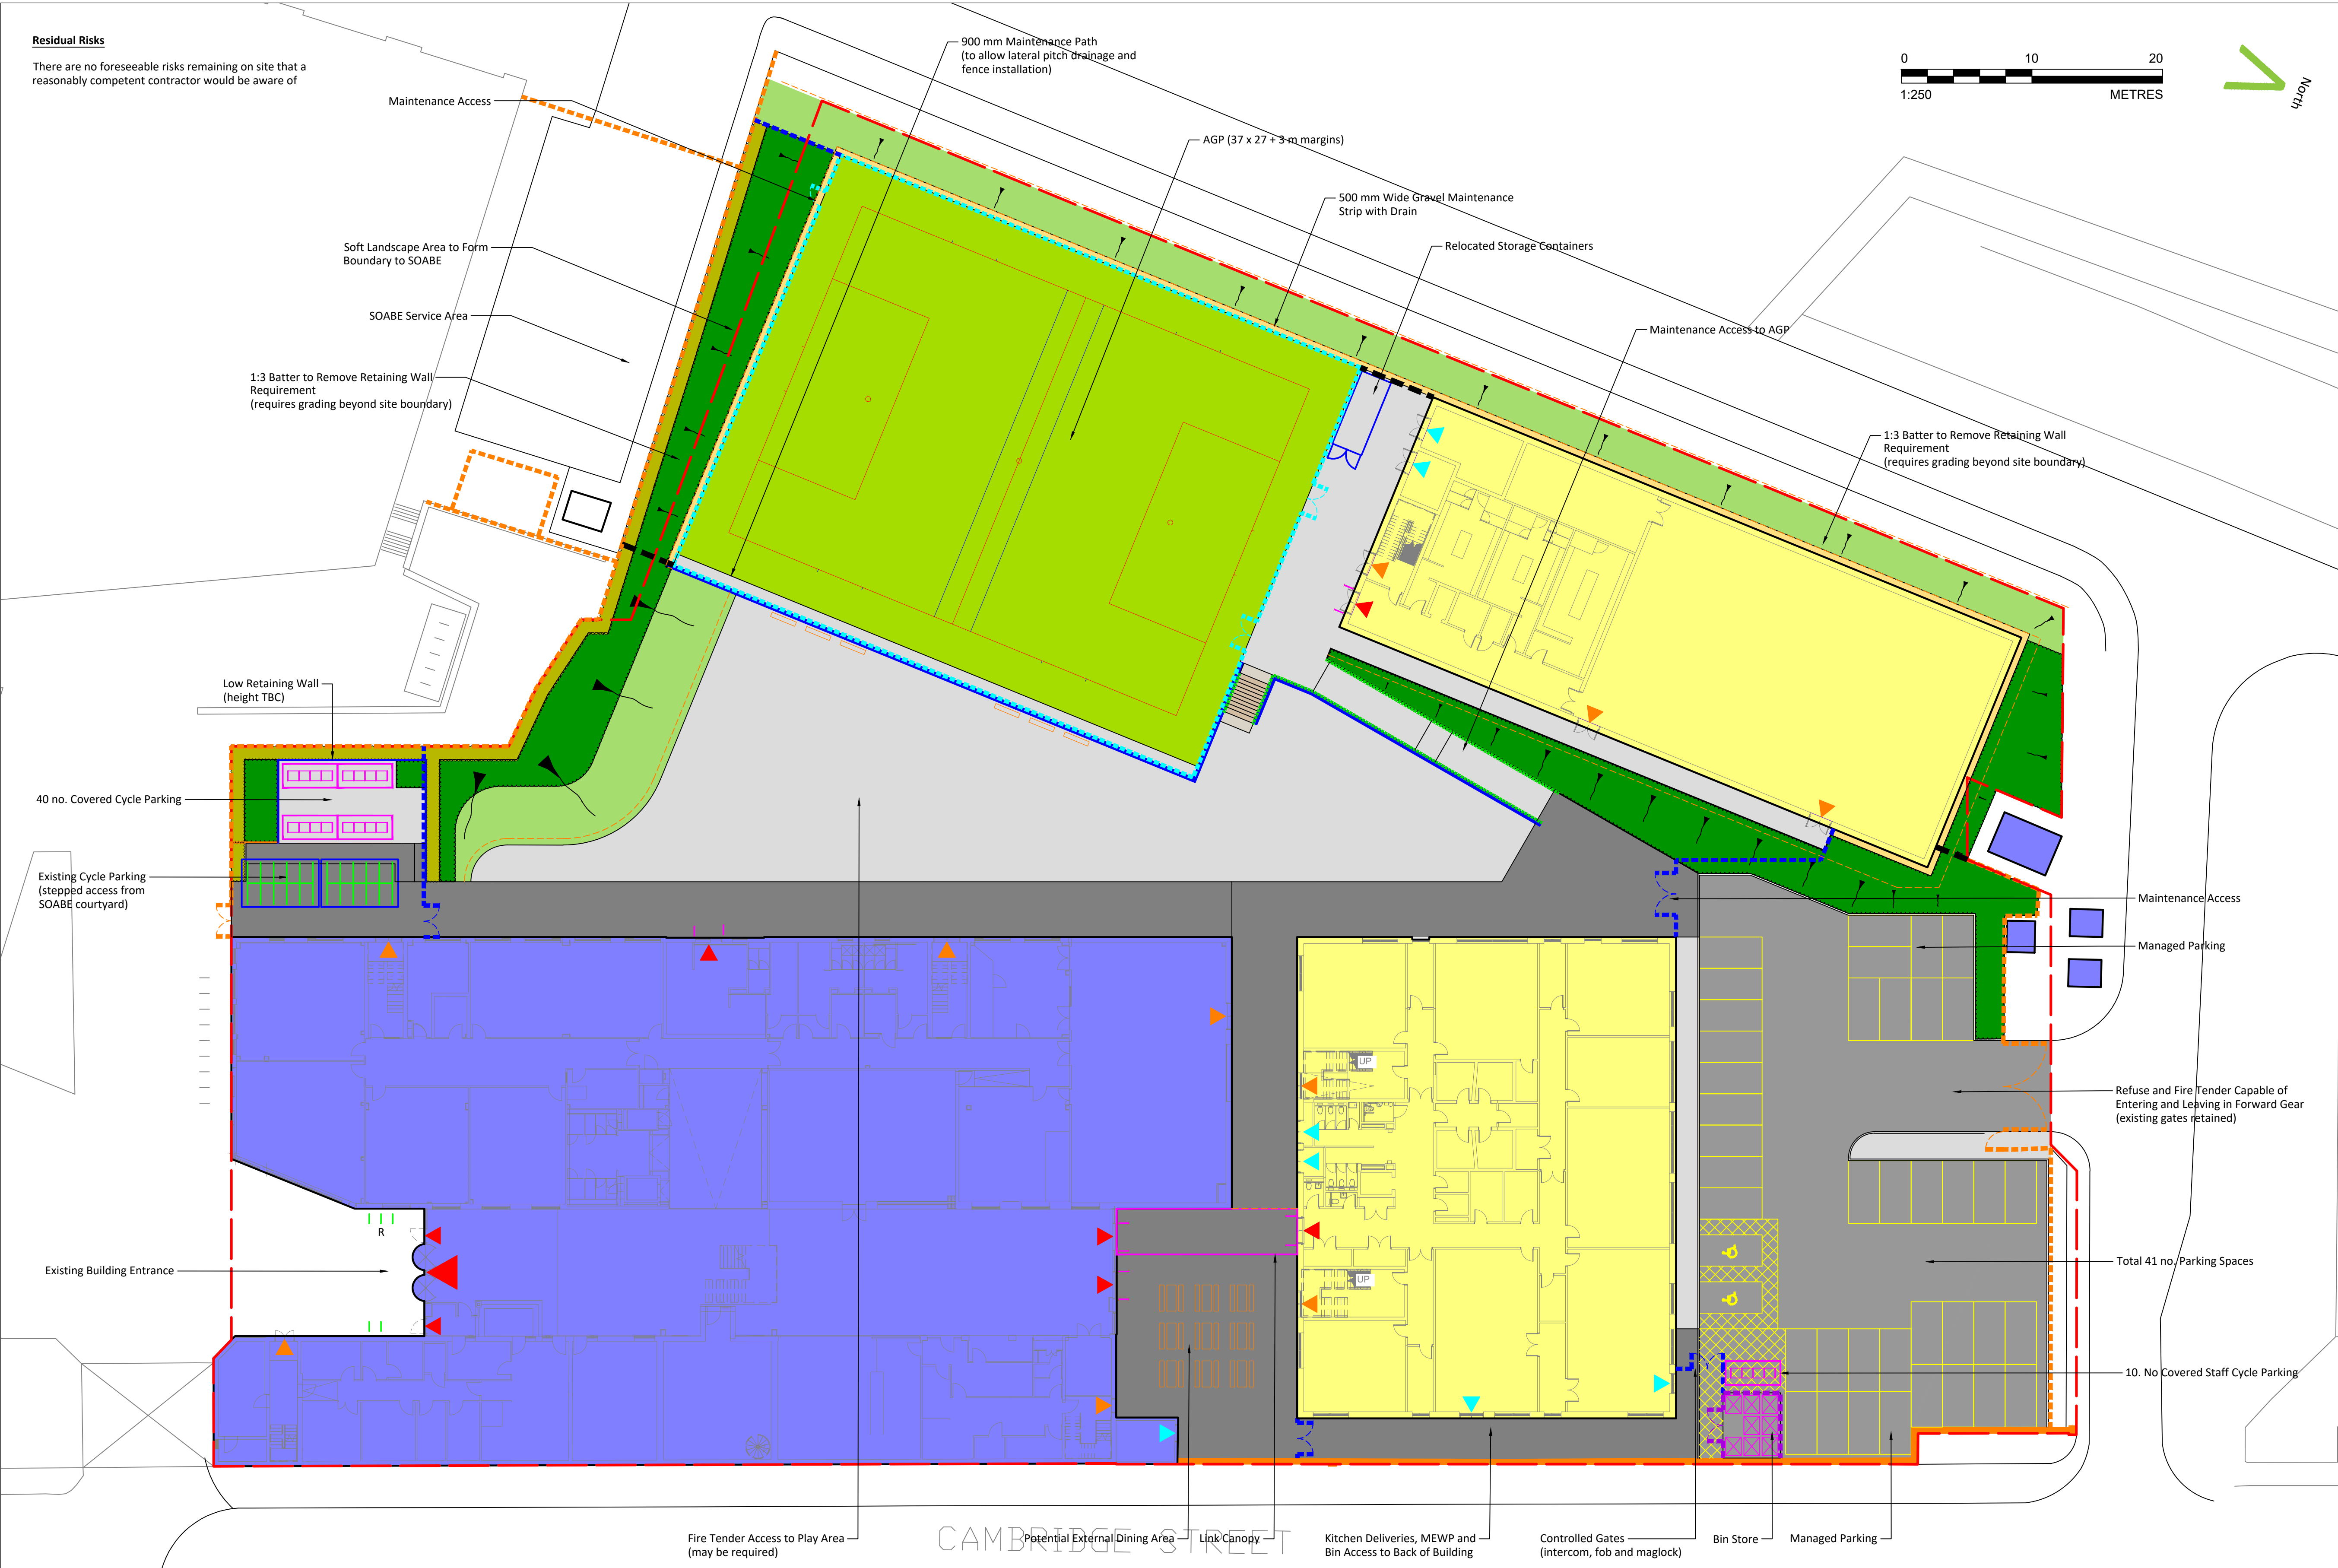 Residual Risks
There are no foreseeable risks remaining on site that a
reasonably competent contractor would be aware of
900 mm Maintenance Path
(to allow lateral pitch drainage and
fence installation)
0 10 20
1:250 METRES
North
Maintenance Access
AGP (37 x 27 + 3 m margins)
500 mm Wide Gravel Maintenance
Strip with Drain
Relocated Storage Containers
Soft Landscape Area to Form
Boundary to SOABE
SOABE Service Area
Maintenance Access to AGP
1:3 Batter to Remove Retaining Wall
Requirement
(requires grading beyond site boundary)
1:3 Batter to Remove Retaining Wall
Requirement
(requires grading beyond site boundary)
Low Retaining Wall
(height TBC)
40 no. Covered Cycle Parking
Existing Cycle Parking
(stepped access from
SOABE courtyard)
Maintenance Access
Managed Parking
UP
Refuse and Fire Tender Capable of
Entering and Leaving in Forward Gear
(existing gates retained)
R
Existing Building Entrance
Total 41 no. Parking Spaces
UP
10. No Covered Staff Cycle Parking
Fire Tender Access to Play Area
(may be required)
CAMBRIDGE STREET
Potential External Dining Area
Link Canopy
Kitchen Deliveries, MEWP and
Bin Access to Back of Building
Controlled Gates
(intercom, fob and maglock)
Bin Store
Managed Parking